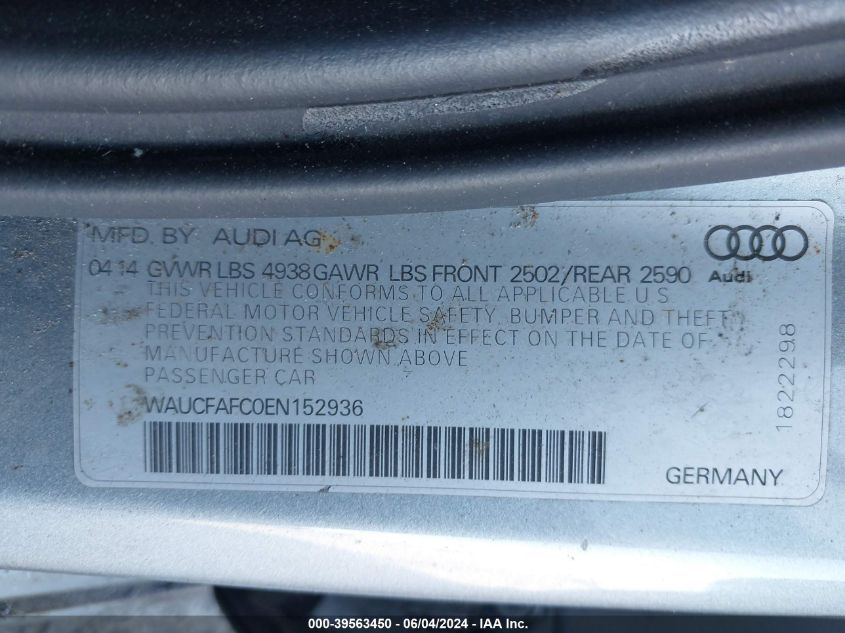 MFD. BY AUDI AG
04 14 GVWR LBS 4938 GAWR LBS FRONT 2502/REAR 2590
Audi
THIS VEHICLE CONFORMS TO ALL APPLICABLE U.S
FEDERAL MOTOR VEHICLE SAFETY, BUMPER AND THEFT
PREVENTION STANDARDS IN EFFECT ON THE DATE OF
MANUFACTURE SHOWN ABOVE
PASSENGER CAR
WAUCFAFC0EN152936
GERMANY
1822298
000-39563450 - 06/04/2024 - IAA Inc.